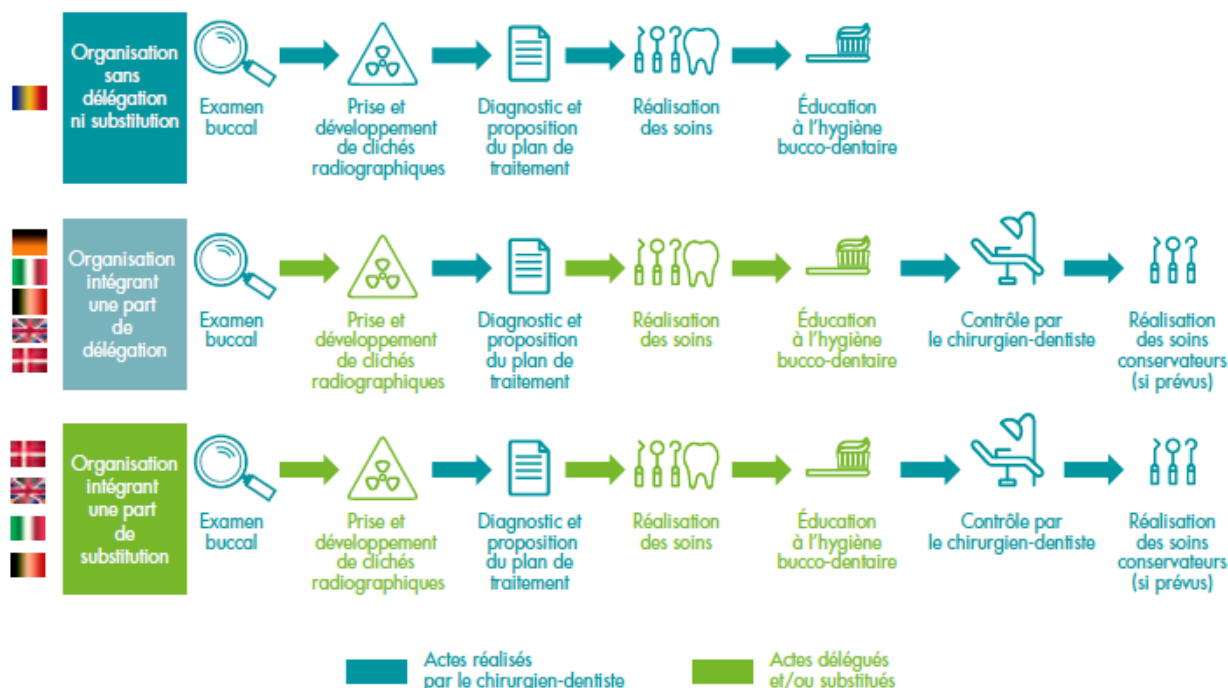 Organisation
sans
délégation
ni substitution
Examen
buccal
Prise et
développement
de clichés
radiographiques
Diagnostic et
proposition
du plan de
traitement
Réalisation
des soins
Éducation
à l'hygiène
bucco-dentaire
Organisation
intégrant
une part
de
délégation
Examen
buccal
Prise et
développement
de clichés
radiographiques
Diagnostic et
proposition
du plan de
traitement
Réalisation
des soins
Éducation
à l'hygiène
bucco-dentaire
Contrôle par
le chirurgien-dentiste
Réalisation
des soins
conservateurs
(si prévus)
Organisation
intégrant
une part
de
substitution
Examen
buccal
Prise et
développement
de clichés
radiographiques
Diagnostic et
proposition
du plan de
traitement
Réalisation
des soins
Éducation
à l'hygiène
bucco-dentaire
Contrôle par
le chirurgien-dentiste
Réalisation
des soins
conservateurs
(si prévus)
Actes réalisés
par le chirurgien-dentiste
Actes délégués
et/ou substitués